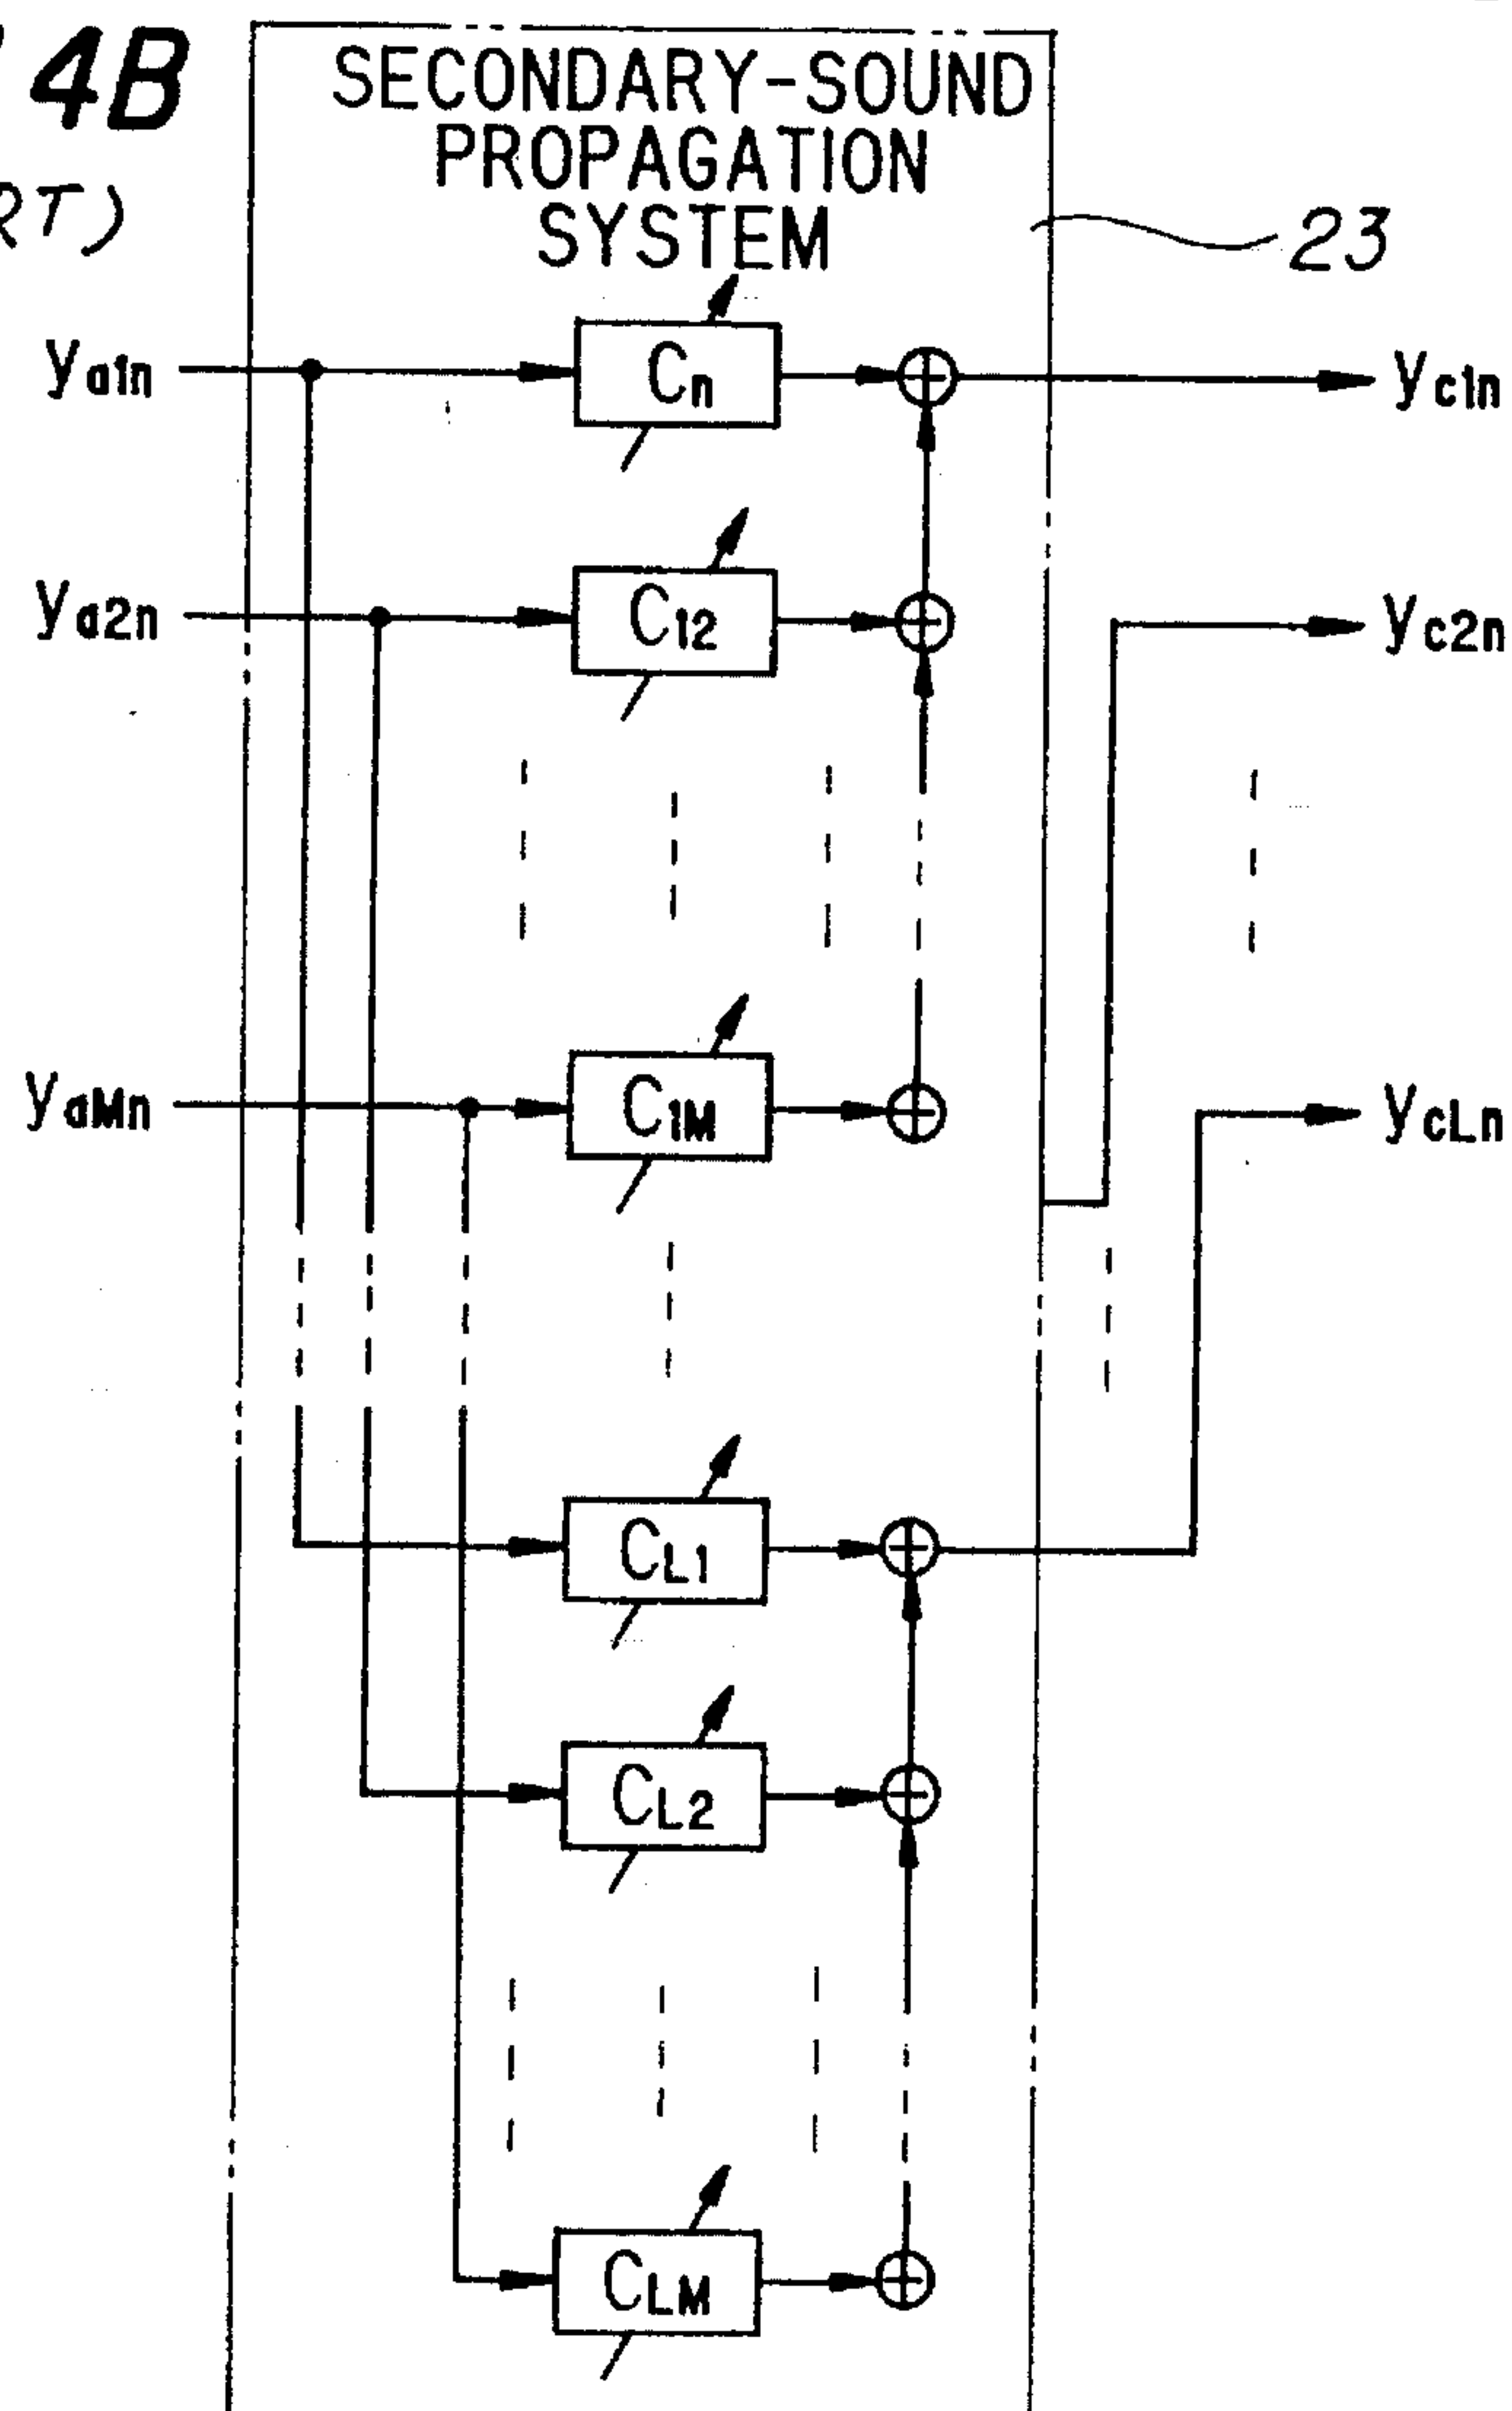 4B
RT)
SECONDARY-SOUND
PROPAGATION
SYSTEM
23
ya1n
Cn
yc1n
ya2n
C12
yc2n
yaMn
C1M
ycLn
CL1
CL2
CLM